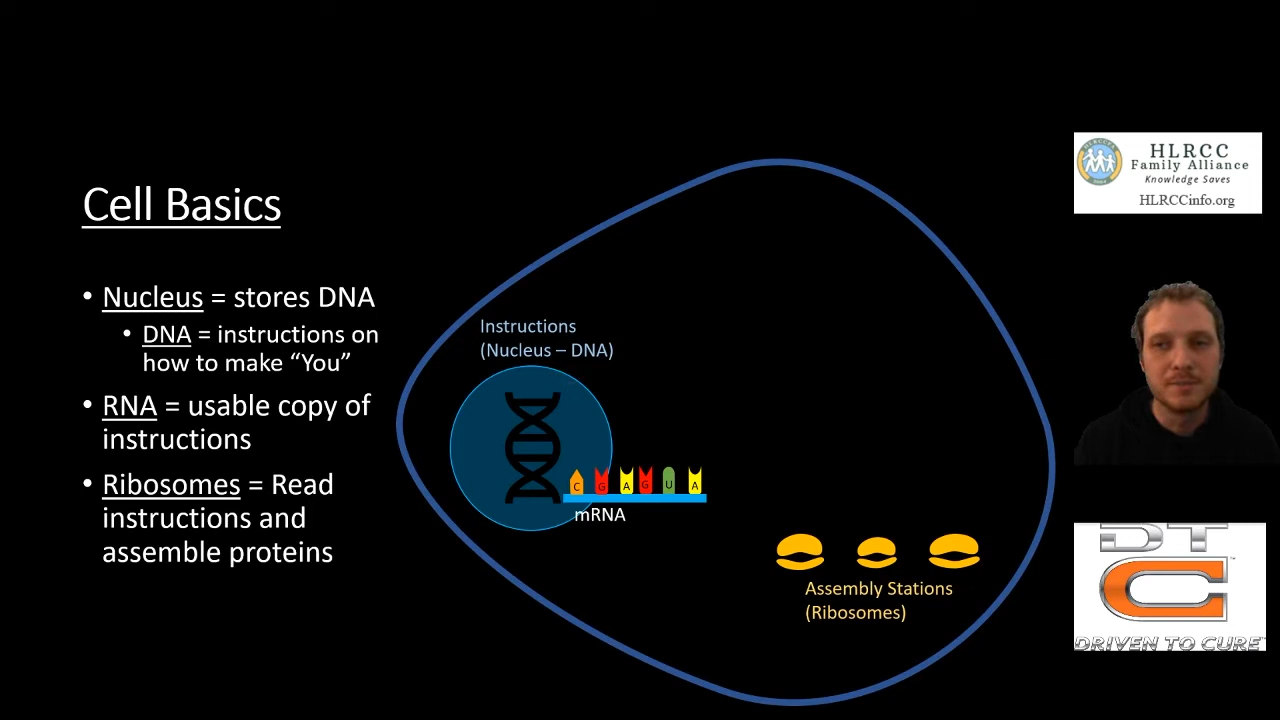 Cell Basics
• Nucleus = stores DNA
• DNA = instructions on
how to make “You”
• RNA = usable copy of
instructions
• Ribosomes = Read
instructions and
assemble proteins
Instructions
(Nucleus – DNA)
C G A G U A
mRNA
Assembly Stations
(Ribosomes)
HLRCC
Family Alliance
Knowledge Saves
HLRCCinfo.org
DT
C
DRIVEN TO CURE